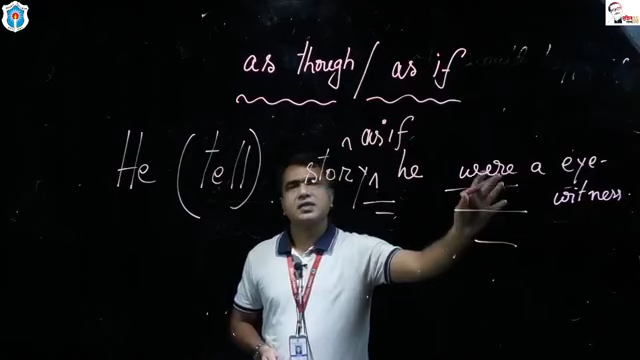 as though / as if
^ as if
He (tell) story ^ he were a eye-
witness.